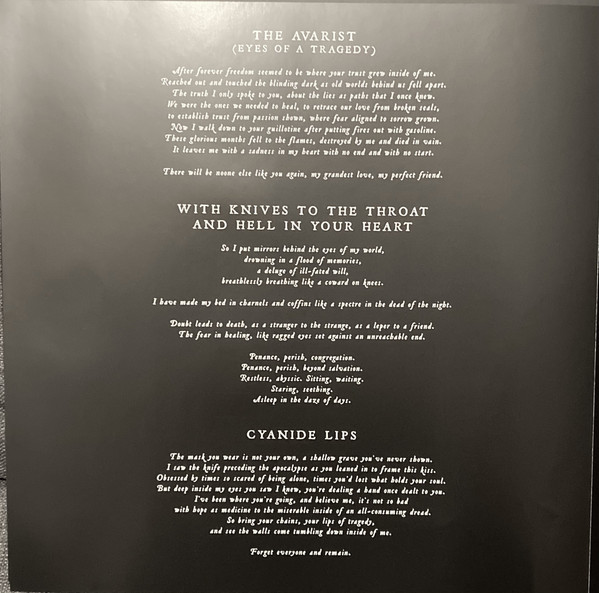 THE AVARIST
(EYES OF A TRAGEDY)
After forever freedom seemed to be where your trust grew inside of me.
Reached out and touched the blinding dark as old worlds behind us fell apart.
The truth I only spoke to you, about the lies as paths that I once knew.
We were the ones we needed to heal, to retrace our love from broken seals,
to establish trust from passion shown, where fear aligned to sorrow grown.
Now I walk down to your guillotine after putting fires out with gasoline.
These glorious months fell to the flames, destroyed by me and died in vain.
It leaves me with a sadness in my heart with no end and with no start.
There will be noone else like you again, my grandest love, my perfect friend.
WITH KNIVES TO THE THROAT
AND HELL IN YOUR HEART
So I put mirrors behind the eyes of my world,
drowning in a flood of memories,
a deluge of ill-fated will,
breathlessly breathing like a coward on knees.
I have made my bed in charnels and coffins like a spectre in the dead of the night.
Doubt leads to death, as a stranger to the strange, as a leper to a friend.
The fear in healing, like ragged eyes set against an unreachable end.
Penance, perish, congregation.
Penance, perish, beyond salvation.
Restless, abyssic. Sitting, waiting.
Staring, seething.
Asleep in the daze of days.
CYANIDE LIPS
The mask you wear is not your own, a shallow grave you've never shown.
I saw the knife preceding the apocalypse as you leaned in to frame this kiss.
Obsessed by times so scared of being alone, times you'd lost what holds your soul.
But deep inside my eyes you saw I knew, you're dealing a hand once dealt to you.
I've been where you're going, and believe me, it's not so bad
with hope as medicine to the miserable inside of an all-consuming dread.
So bring your chains, your lips of tragedy,
and see the walls come tumbling down inside of me.
Forget everyone and remain.